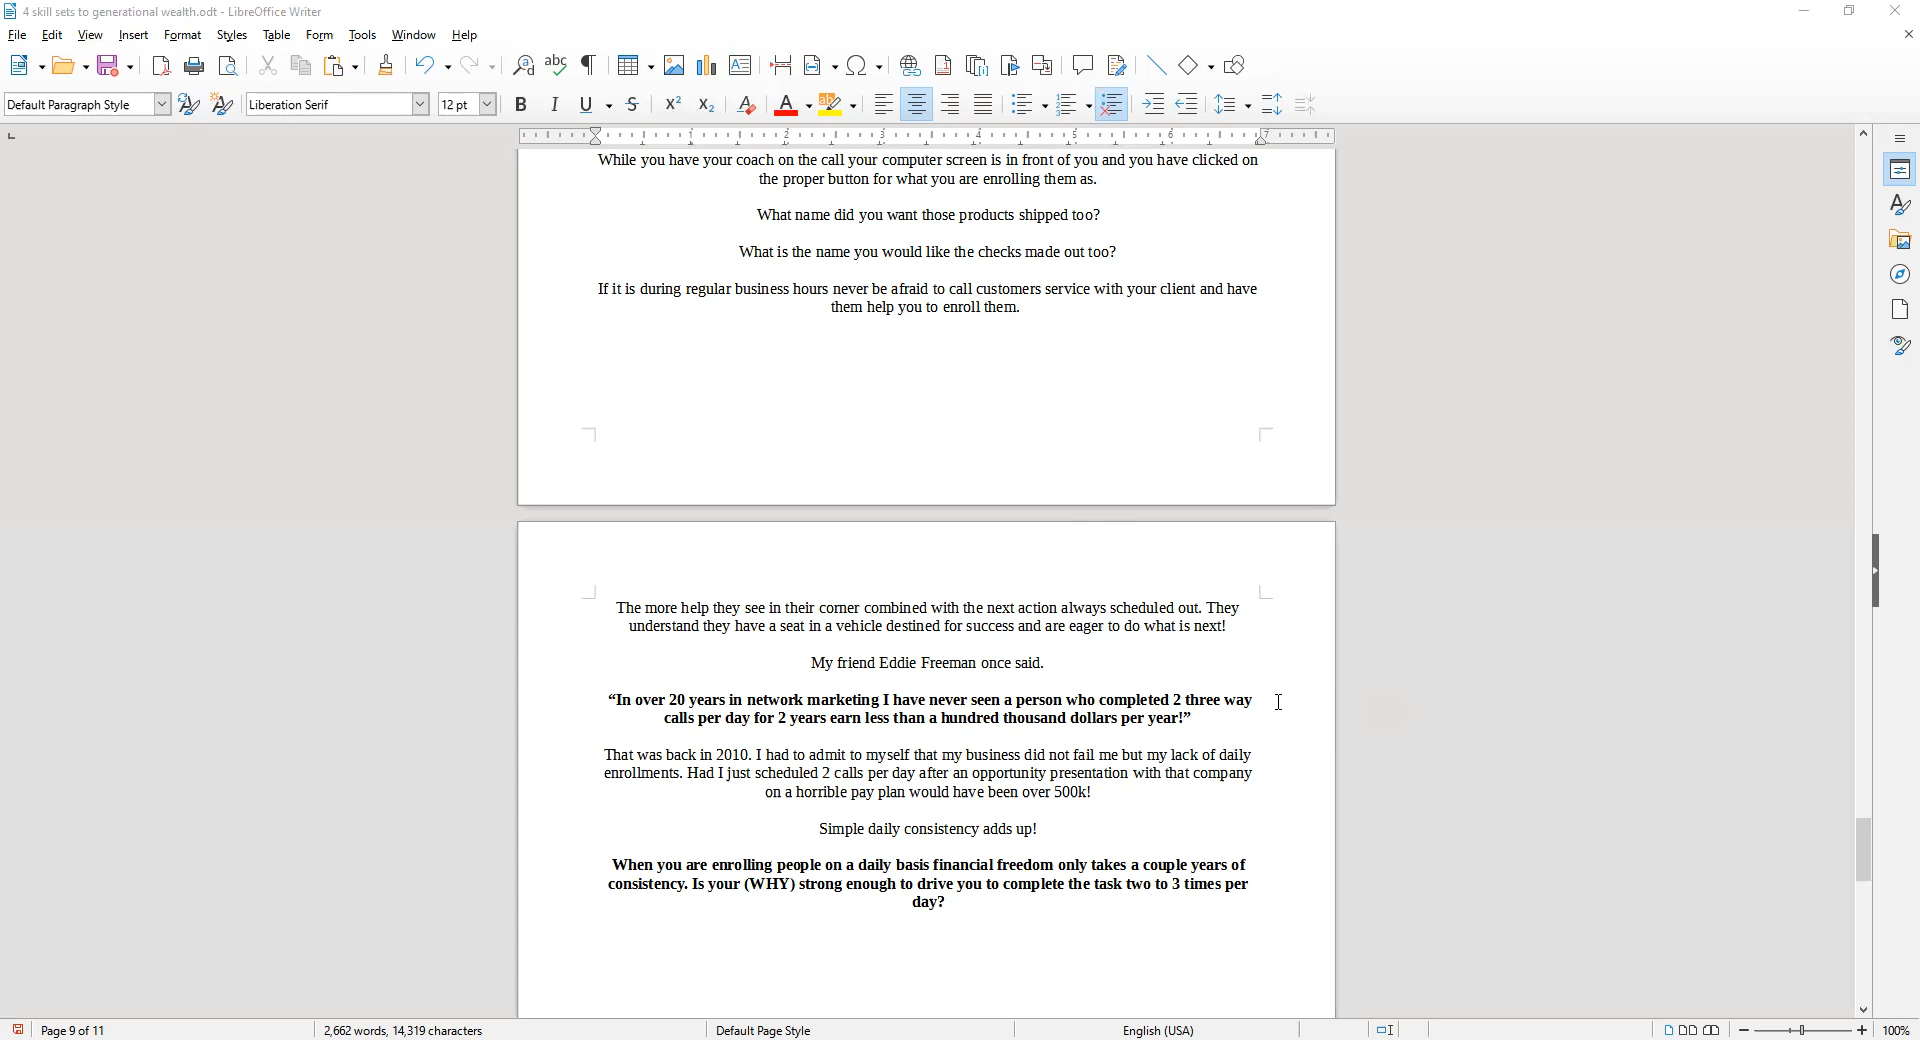 4 skill sets to generational wealth.odt - LibreOffice Writer
File Edit View Insert Format Styles Table Form Tools Window Help
Default Paragraph Style Liberation Serif 12 pt
1 2 3 4 5 6 7
While you have your coach on the call your computer screen is in front of you and you have clicked on
the proper button for what you are enrolling them as.
What name did you want those products shipped too?
What is the name you would like the checks made out too?
If it is during regular business hours never be afraid to call customers service with your client and have
them help you to enroll them.
The more help they see in their corner combined with the next action always scheduled out. They
understand they have a seat in a vehicle destined for success and are eager to do what is next!
My friend Eddie Freeman once said.
“In over 20 years in network marketing I have never seen a person who completed 2 three way
calls per day for 2 years earn less than a hundred thousand dollars per year!”
That was back in 2010. I had to admit to myself that my business did not fail me but my lack of daily
enrollments. Had I just scheduled 2 calls per day after an opportunity presentation with that company
on a horrible pay plan would have been over 500k!
Simple daily consistency adds up!
When you are enrolling people on a daily basis financial freedom only takes a couple years of
consistency. Is your (WHY) strong enough to drive you to complete the task two to 3 times per
day?
Page 9 of 11 2,662 words, 14,319 characters Default Page Style English (USA) 100%